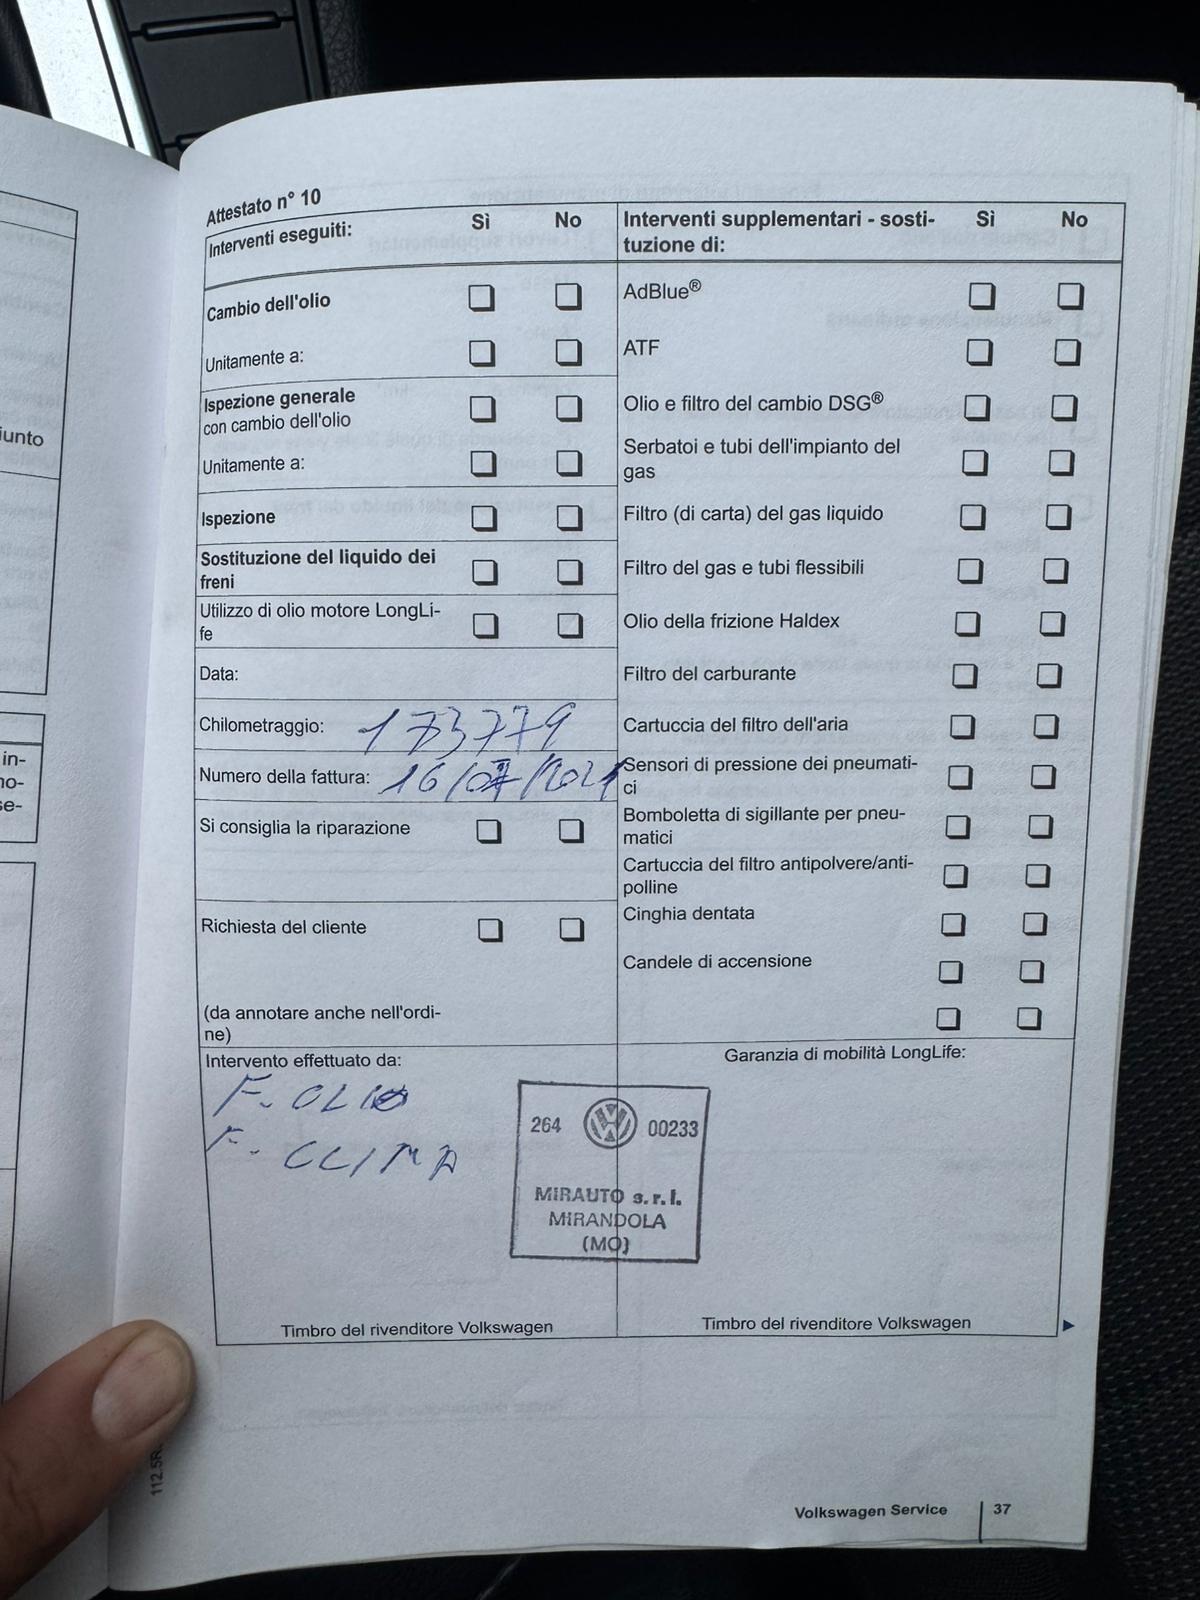 Attestato n° 10
Interventi eseguiti: Sì No
Cambio dell'olio
Unitamente a:
Ispezione generale
con cambio dell'olio
Unitamente a:
Ispezione
Sostituzione del liquido dei
freni
Utilizzo di olio motore LongLi-
fe
Data:
Chilometraggio: 173779
Numero della fattura: 16/07/2021
Si consiglia la riparazione
Richiesta del cliente
(da annotare anche nell'ordi-
ne)
Interventi supplementari - sosti-
tuzione di: Sì No
AdBlue®
ATF
Olio e filtro del cambio DSG®
Serbatoi e tubi dell'impianto del
gas
Filtro (di carta) del gas liquido
Filtro del gas e tubi flessibili
Olio della frizione Haldex
Filtro del carburante
Cartuccia del filtro dell'aria
Sensori di pressione dei pneumati-
ci
Bomboletta di sigillante per pneu-
matici
Cartuccia del filtro antipolvere/anti-
polline
Cinghia dentata
Candele di accensione
Intervento effettuato da:
F. OLIO
F. CLIMA
264 00233
MIRAUTO s.r.l.
MIRANDOLA
(MO)
Timbro del rivenditore Volkswagen
Garanzia di mobilità LongLife:
Timbro del rivenditore Volkswagen
Volkswagen Service 37
112.5R.
iunto
in-
no-
se-